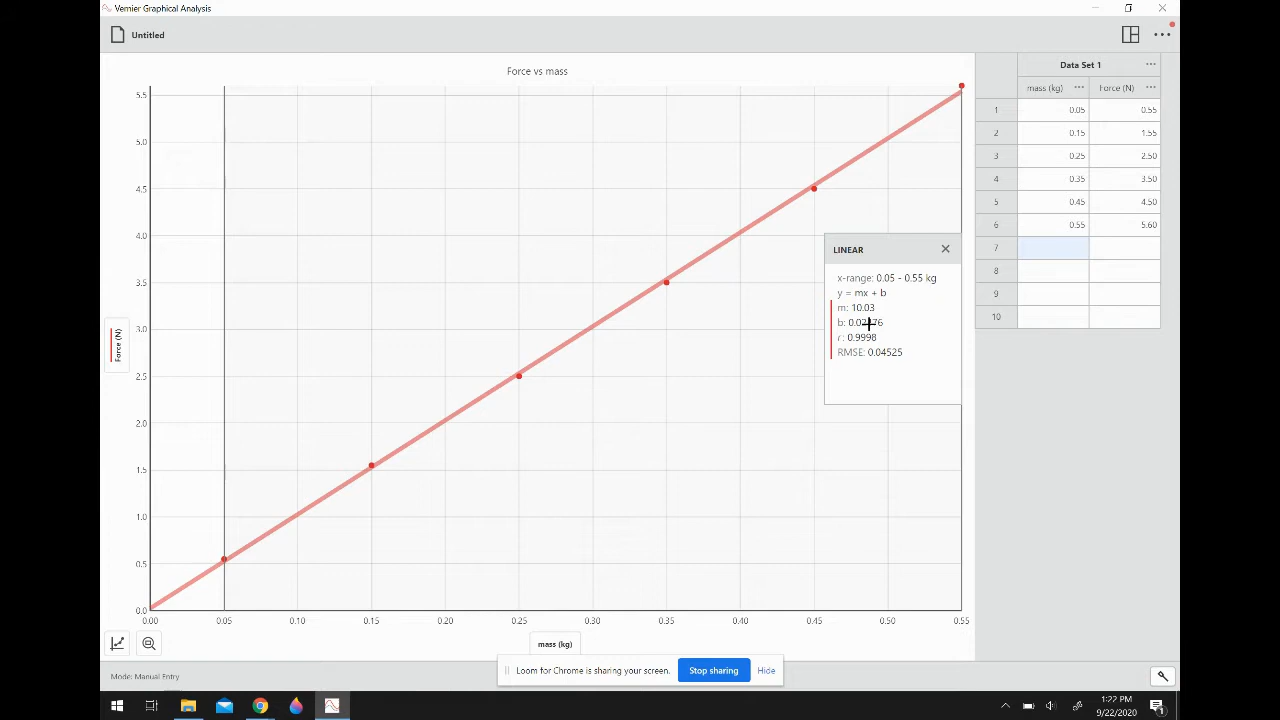 Vernier Graphical Analysis
Untitled
Force vs mass
5.5
5.0
4.5
4.0
3.5
3.0
2.5
2.0
1.5
1.0
0.5
0.0
Force (N)
0.00 0.05 0.10 0.15 0.20 0.25 0.30 0.35 0.40 0.45 0.50 0.55
mass (kg)
LINEAR
x-range: 0.05 - 0.55 kg
y = mx + b
m: 10.03
b:
r: 0.9998
RMSE: 0.04525
Data Set 1
mass (kg) Force (N)
1 0.05 0.55
2 0.15 1.55
3 0.25 2.50
4 0.35 3.50
5 0.45 4.50
6 0.55 5.60
7
8
9
10
Loom for Chrome is sharing your screen. Stop sharing Hide
Mode: Manual Entry
1:22 PM
9/22/2020
1